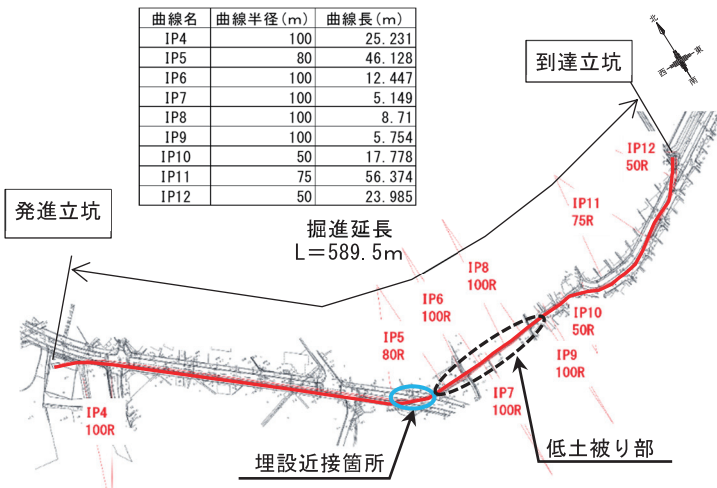 曲線名 曲線半径(m) 曲線長(m)
IP4 100 25.231
IP5 80 46.128
IP6 100 12.447
IP7 100 5.149
IP8 100 8.71
IP9 100 5.754
IP10 50 17.778
IP11 75 56.374
IP12 50 23.985
北
東
西
南
到達立坑
発進立坑
掘進延長
L=589.5m
IP12
50R
IP11
75R
IP8
100R
IP6
100R
IP5
80R
IP10
50R
IP9
100R
IP7
100R
IP4
100R
埋設近接箇所
低土被り部